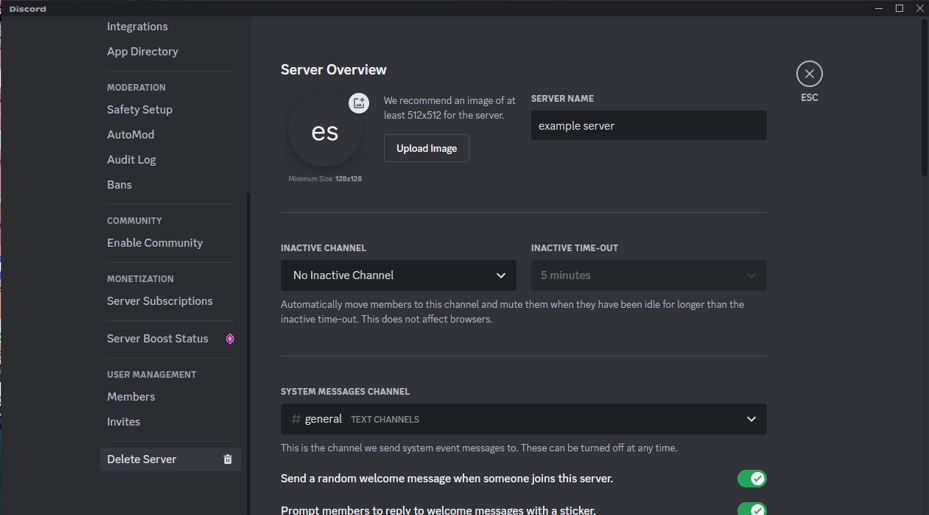 Discord
Integrations
App Directory
MODERATION
Safety Setup
AutoMod
Audit Log
Bans
COMMUNITY
Enable Community
MONETIZATION
Server Subscriptions
Server Boost Status
USER MANAGEMENT
Members
Invites
Delete Server
Server Overview
es
Minimum Size: 128x128
We recommend an image of at
least 512x512 for the server.
Upload Image
SERVER NAME
example server
ESC
INACTIVE CHANNEL
No Inactive Channel
INACTIVE TIME-OUT
5 minutes
Automatically move members to this channel and mute them when they have been idle for longer than the
inactive time-out. This does not affect browsers.
SYSTEM MESSAGES CHANNEL
# general TEXT CHANNELS
This is the channel we send system event messages to. These can be turned off at any time.
Send a random welcome message when someone joins this server.
Prompt members to reply to welcome messages with a sticker.